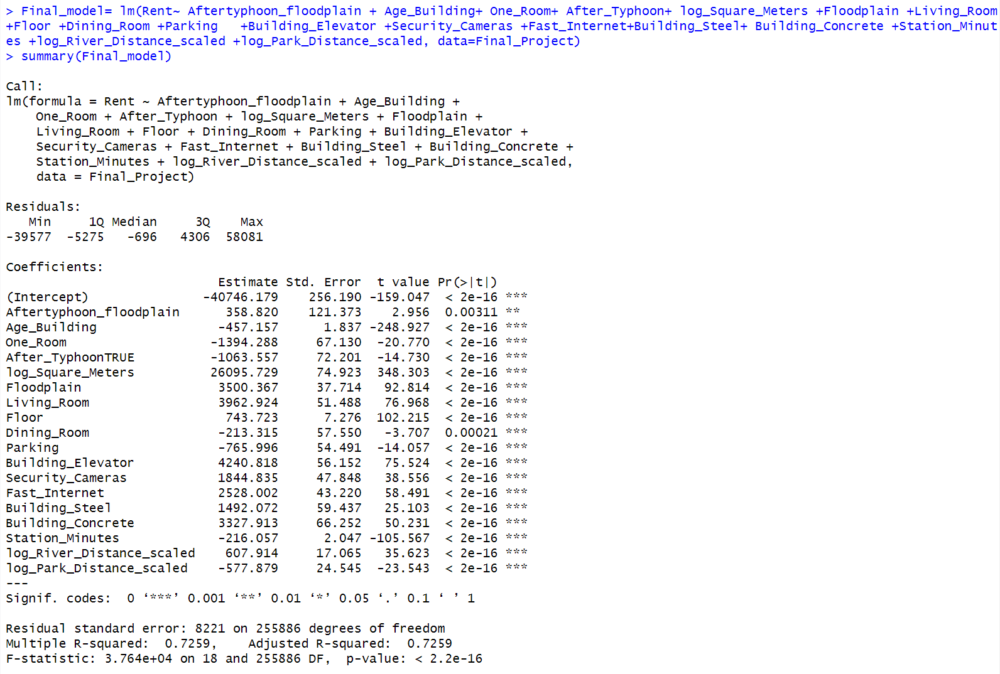 > Final_model= lm(Rent~ Aftertyphoon_floodplain + Age_Building+ One_Room+ After_Typhoon+ log_Square_Meters +Floodplain +Living_Room
+Floor +Dining_Room +Parking   +Building_Elevator +Security_Cameras +Fast_Internet+Building_Steel+ Building_Concrete +Station_Minut
es +log_River_Distance_scaled +log_Park_Distance_scaled, data=Final_Project)
> summary(Final_model)

Call:
lm(formula = Rent ~ Aftertyphoon_floodplain + Age_Building + 
    One_Room + After_Typhoon + log_Square_Meters + Floodplain + 
    Living_Room + Floor + Dining_Room + Parking + Building_Elevator + 
    Security_Cameras + Fast_Internet + Building_Steel + Building_Concrete + 
    Station_Minutes + log_River_Distance_scaled + log_Park_Distance_scaled, 
    data = Final_Project)

Residuals:
   Min     1Q Median     3Q    Max 
-39577  -5275   -696   4306  58081 

Coefficients:
                            Estimate Std. Error  t value Pr(>|t|)    
(Intercept)               -40746.179    256.190 -159.047  < 2e-16 ***
Aftertyphoon_floodplain      358.820    121.373    2.956  0.00311 ** 
Age_Building                -457.157      1.837 -248.927  < 2e-16 ***
One_Room                   -1394.288     67.130  -20.770  < 2e-16 ***
After_TyphoonTRUE          -1063.557     72.201  -14.730  < 2e-16 ***
log_Square_Meters          26095.729     74.923  348.303  < 2e-16 ***
Floodplain                  3500.367     37.714   92.814  < 2e-16 ***
Living_Room                 3962.924     51.488   76.968  < 2e-16 ***
Floor                        743.723      7.276  102.215  < 2e-16 ***
Dining_Room                 -213.315     57.550   -3.707  0.00021 ***
Parking                     -765.996     54.491  -14.057  < 2e-16 ***
Building_Elevator           4240.818     56.152   75.524  < 2e-16 ***
Security_Cameras            1844.835     47.848   38.556  < 2e-16 ***
Fast_Internet               2528.002     43.220   58.491  < 2e-16 ***
Building_Steel              1492.072     59.437   25.103  < 2e-16 ***
Building_Concrete           3327.913     66.252   50.231  < 2e-16 ***
Station_Minutes             -216.057      2.047 -105.567  < 2e-16 ***
log_River_Distance_scaled    607.914     17.065   35.623  < 2e-16 ***
log_Park_Distance_scaled    -577.879     24.545  -23.543  < 2e-16 ***
---
Signif. codes:  0 ‘***’ 0.001 ‘**’ 0.01 ‘*’ 0.05 ‘.’ 0.1 ‘ ’ 1

Residual standard error: 8221 on 255886 degrees of freedom
Multiple R-squared:  0.7259,    Adjusted R-squared:  0.7259 
F-statistic: 3.764e+04 on 18 and 255886 DF,  p-value: < 2.2e-16